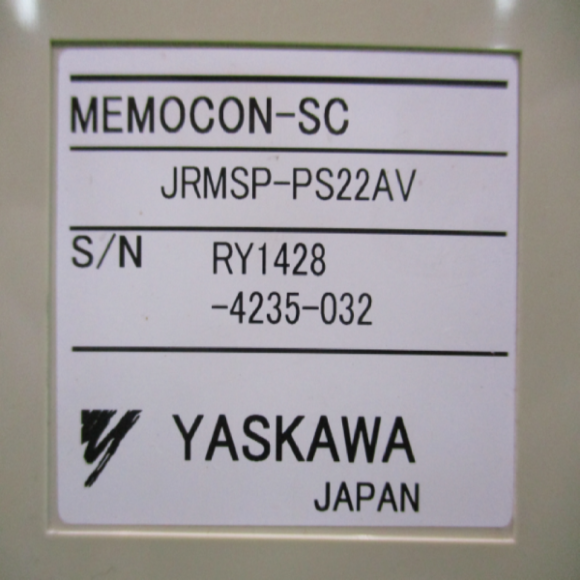 MEMOCON-SC
JRMSP-PS22AV
S/N RY1428
-4235-032
YASKAWA
JAPAN